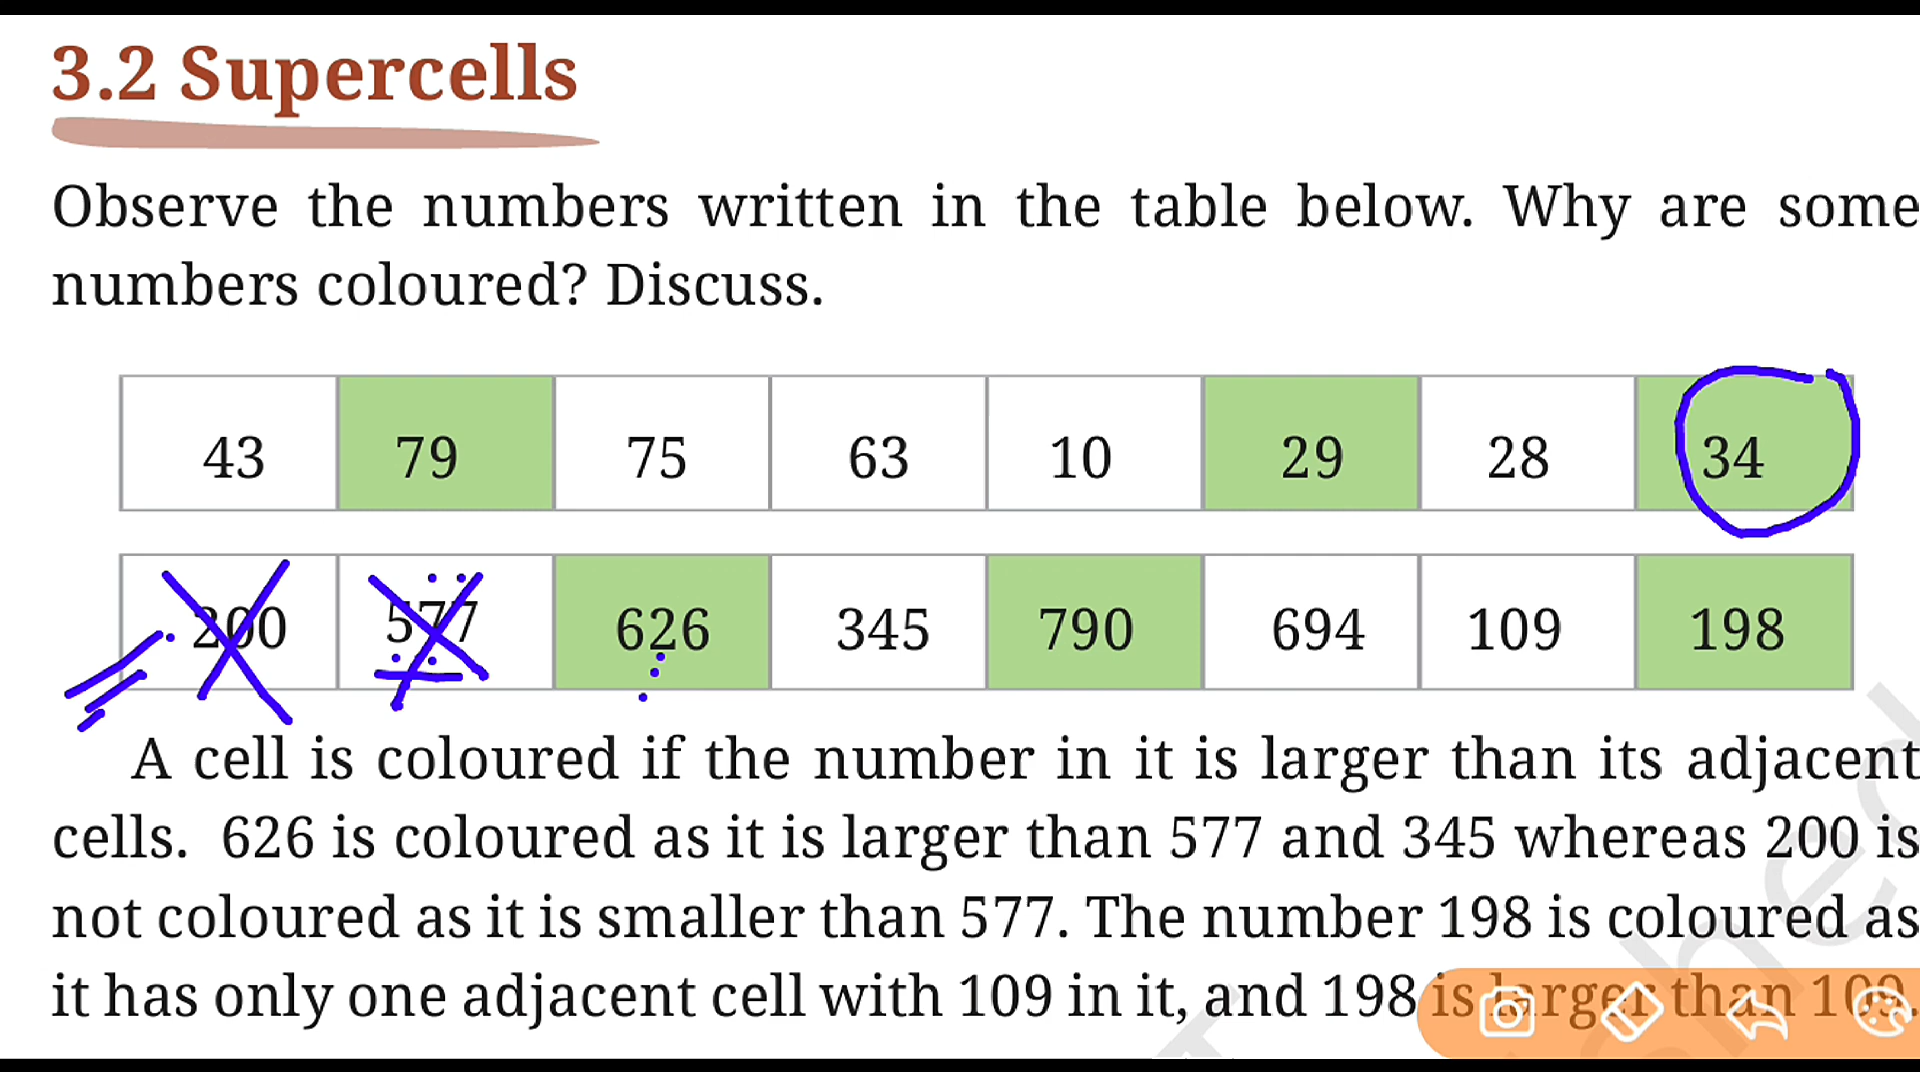 3.2 Supercells
Observe the numbers written in the table below. Why are some
numbers coloured? Discuss.
43 79 75 63 10 29 28 34
200 577 626 345 790 694 109 198
A cell is coloured if the number in it is larger than its adjacent
cells. 626 is coloured as it is larger than 577 and 345 whereas 200 is
not coloured as it is smaller than 577. The number 198 is coloured as
it has only one adjacent cell with 109 in it, and 198 is larger than 109.